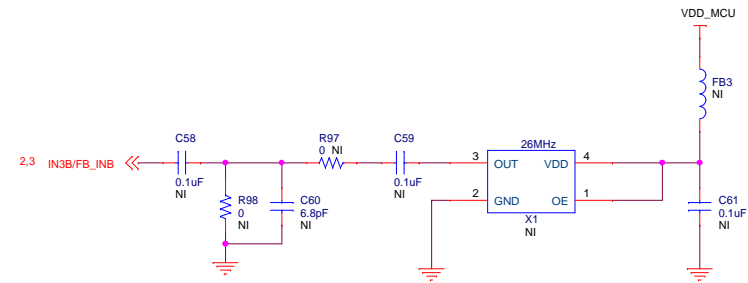 VDD_MCU
FB3
NI
C58
0.1uF
NI
R97
0 NI
C59
0.1uF
NI
26MHz
3 OUT VDD 4
2 GND OE 1
X1
NI
2,3 IN3B/FB_INB
R98
0
NI
C60
6.8pF
NI
C61
0.1uF
NI